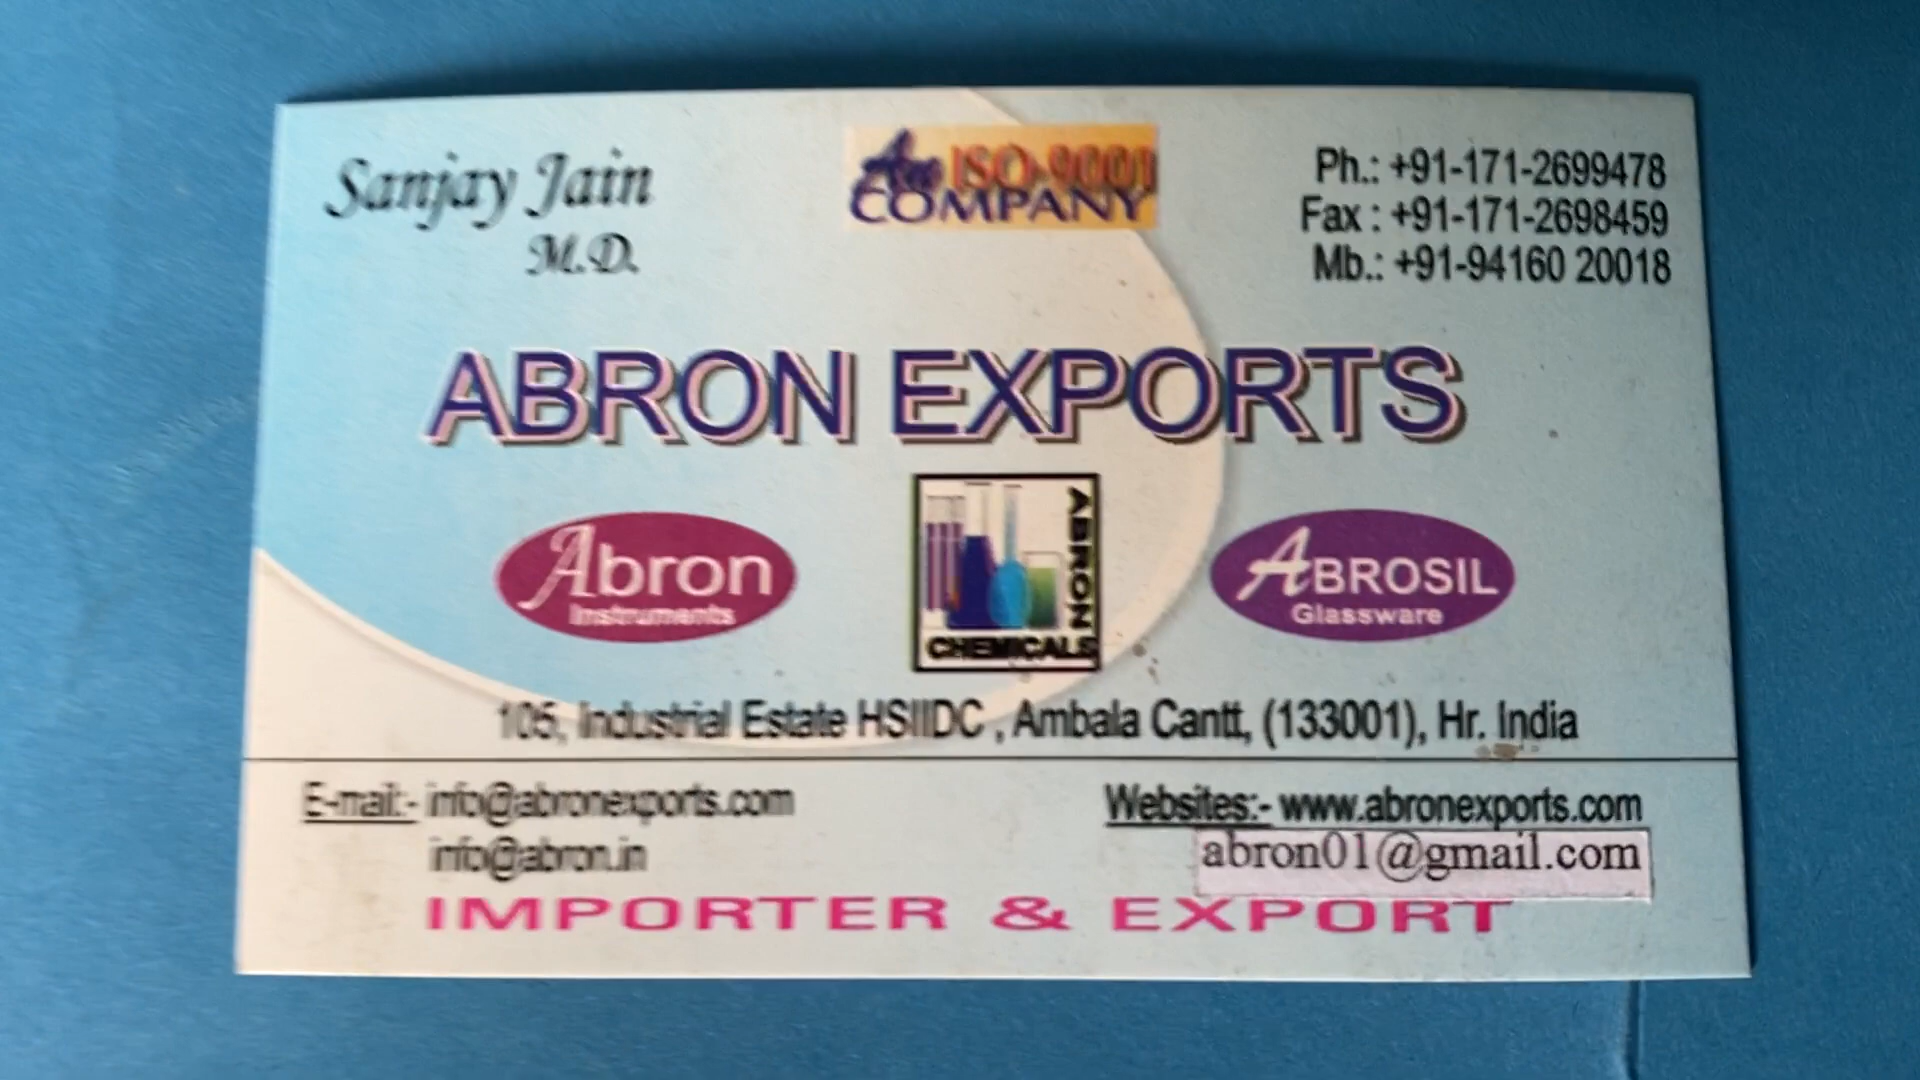 Sanjay Jain
M.D.
An ISO-9001
COMPANY
Ph.: +91-171-2699478
Fax : +91-171-2698459
Mb.: +91-94160 20018
ABRON EXPORTS
Abron
Instruments
ABRON
CHEMICALS
ABROSIL
Glassware
105, Industrial Estate HSIIDC , Ambala Cantt, (133001), Hr. India
E-mail:- info@abronexports.com
info@abron.in
Websites:- www.abronexports.com
abron01@gmail.com
IMPORTER & EXPORT